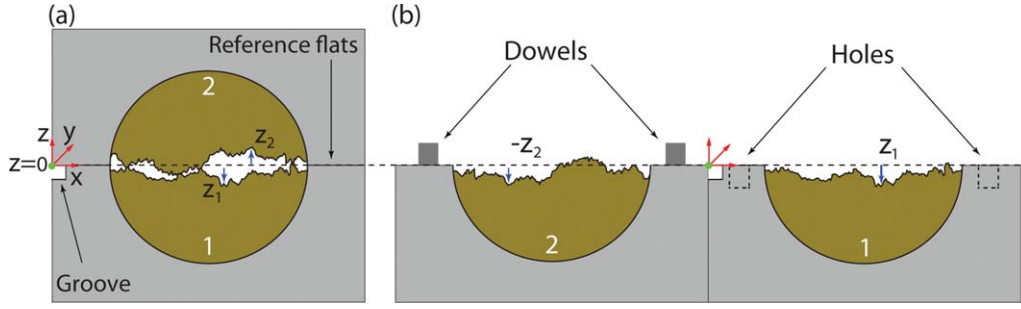 (a)
Reference flats
2
z y
z₂
z=0
x
z₁
1
Groove
(b)
Dowels
Holes
-z₂
z₁
2
1